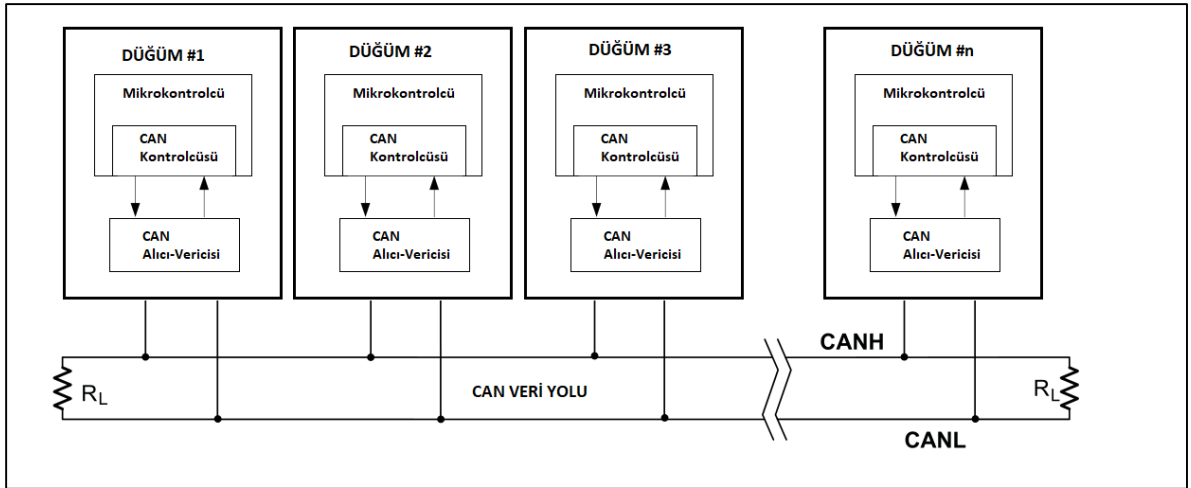 DÜĞÜM #1
Mikrokontrolcü
CAN
Kontrolcüsü
CAN
Alıcı-Vericisi
DÜĞÜM #2
Mikrokontrolcü
CAN
Kontrolcüsü
CAN
Alıcı-Vericisi
DÜĞÜM #3
Mikrokontrolcü
CAN
Kontrolcüsü
CAN
Alıcı-Vericisi
DÜĞÜM #n
Mikrokontrolcü
CAN
Kontrolcüsü
CAN
Alıcı-Vericisi
CANH
RL
CAN VERİ YOLU
RL
CANL